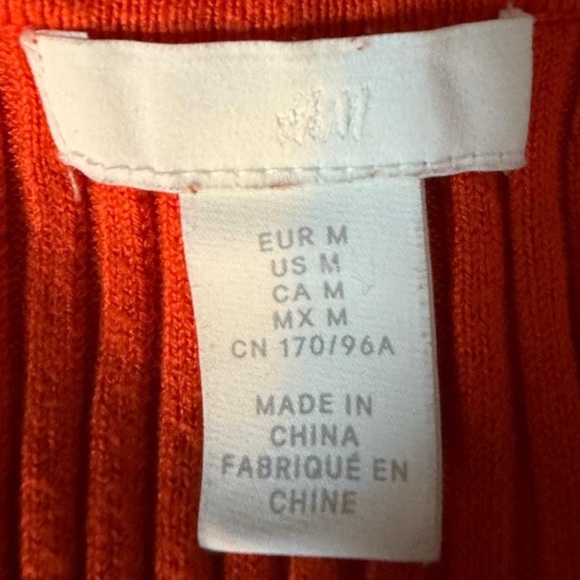 EUR M
US M
CA M
MX M
CN 170/96A
MADE IN
CHINA
FABRIQUÉ EN
CHINE